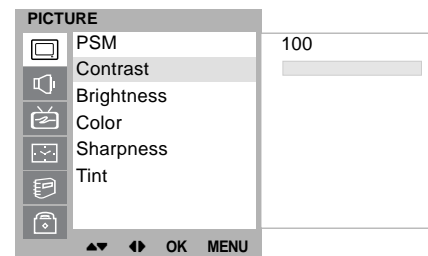 PICTURE
PSM
100
Contrast
Brightness
Color
Sharpness
Tint
OK MENU